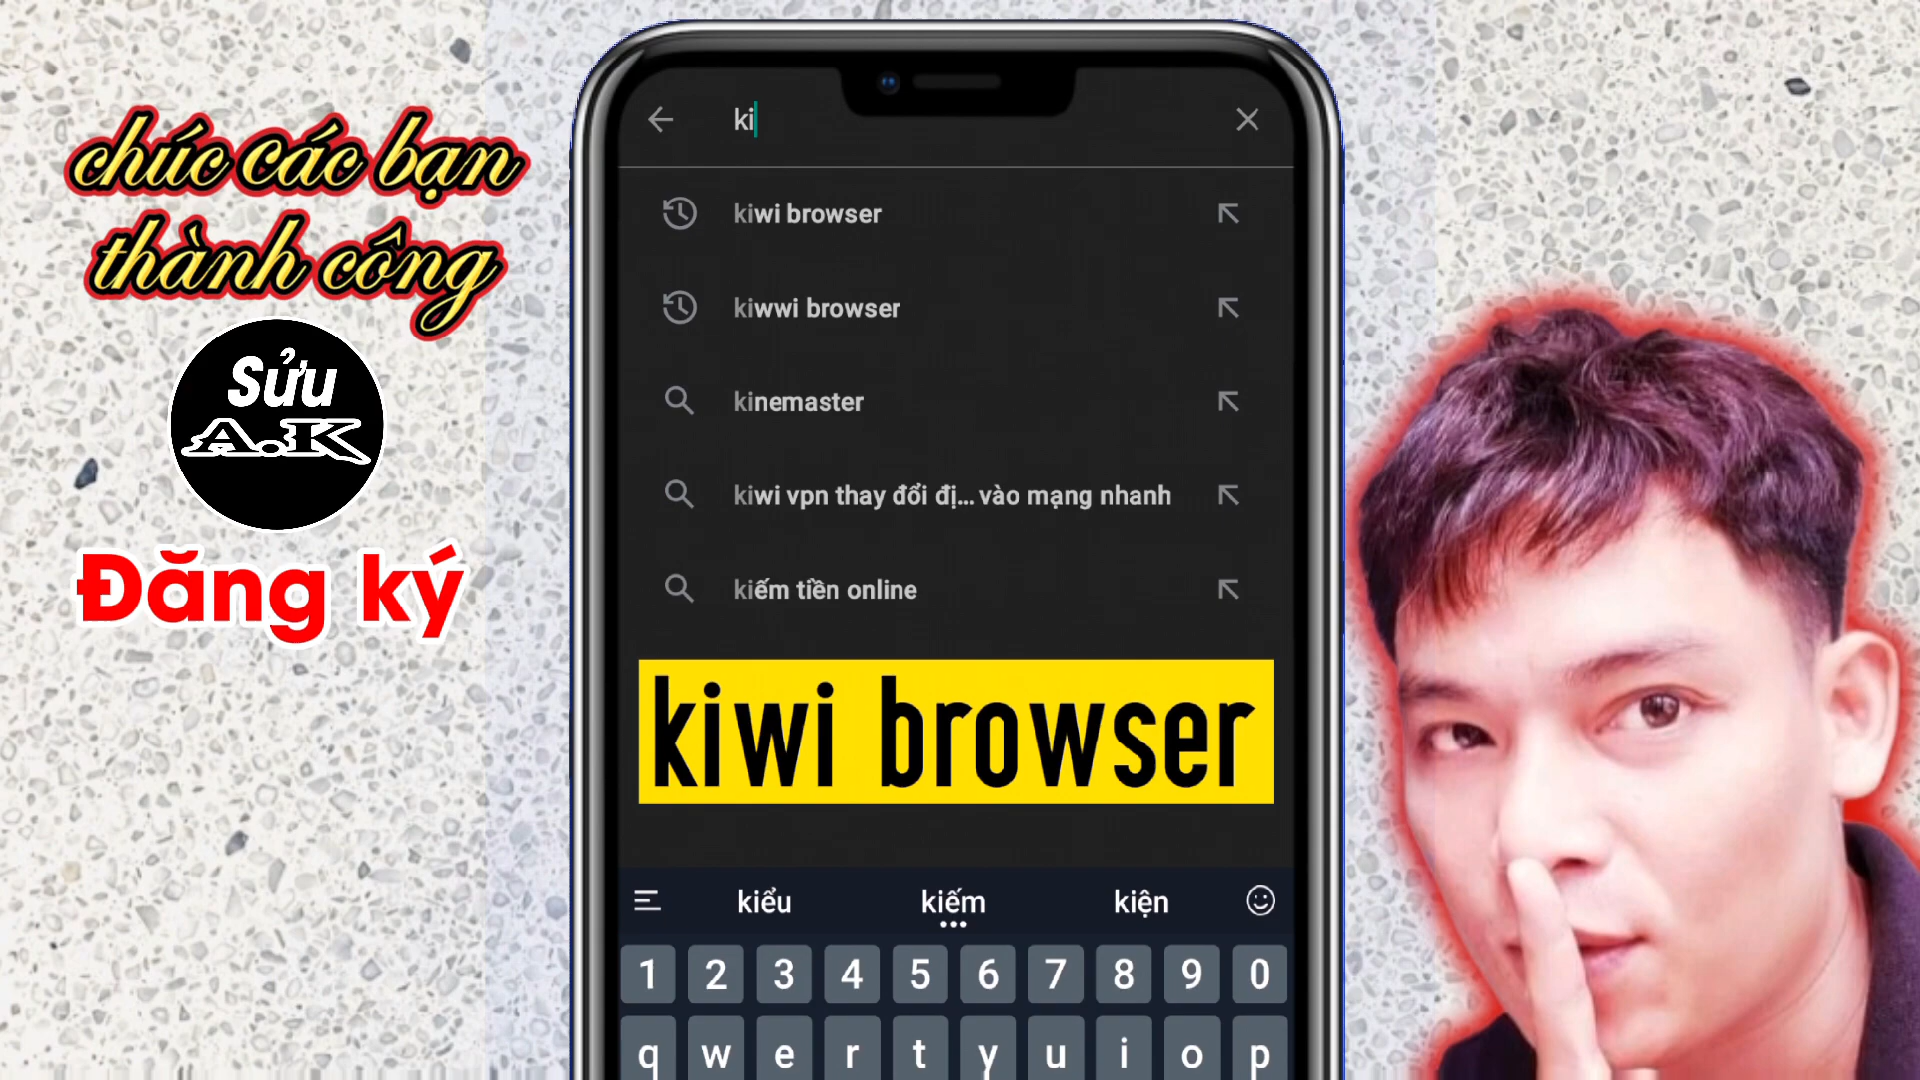 chúc các bạn
thành công
Sửu
A.K
Đăng ký
ki
kiwi browser
kiwwi browser
kinemaster
kiwi vpn thay đổi đị... vào mạng nhanh
kiếm tiền online
kiwi browser
kiểu kiếm kiện
1 2 3 4 5 6 7 8 9 0
q w e r t y u i o p